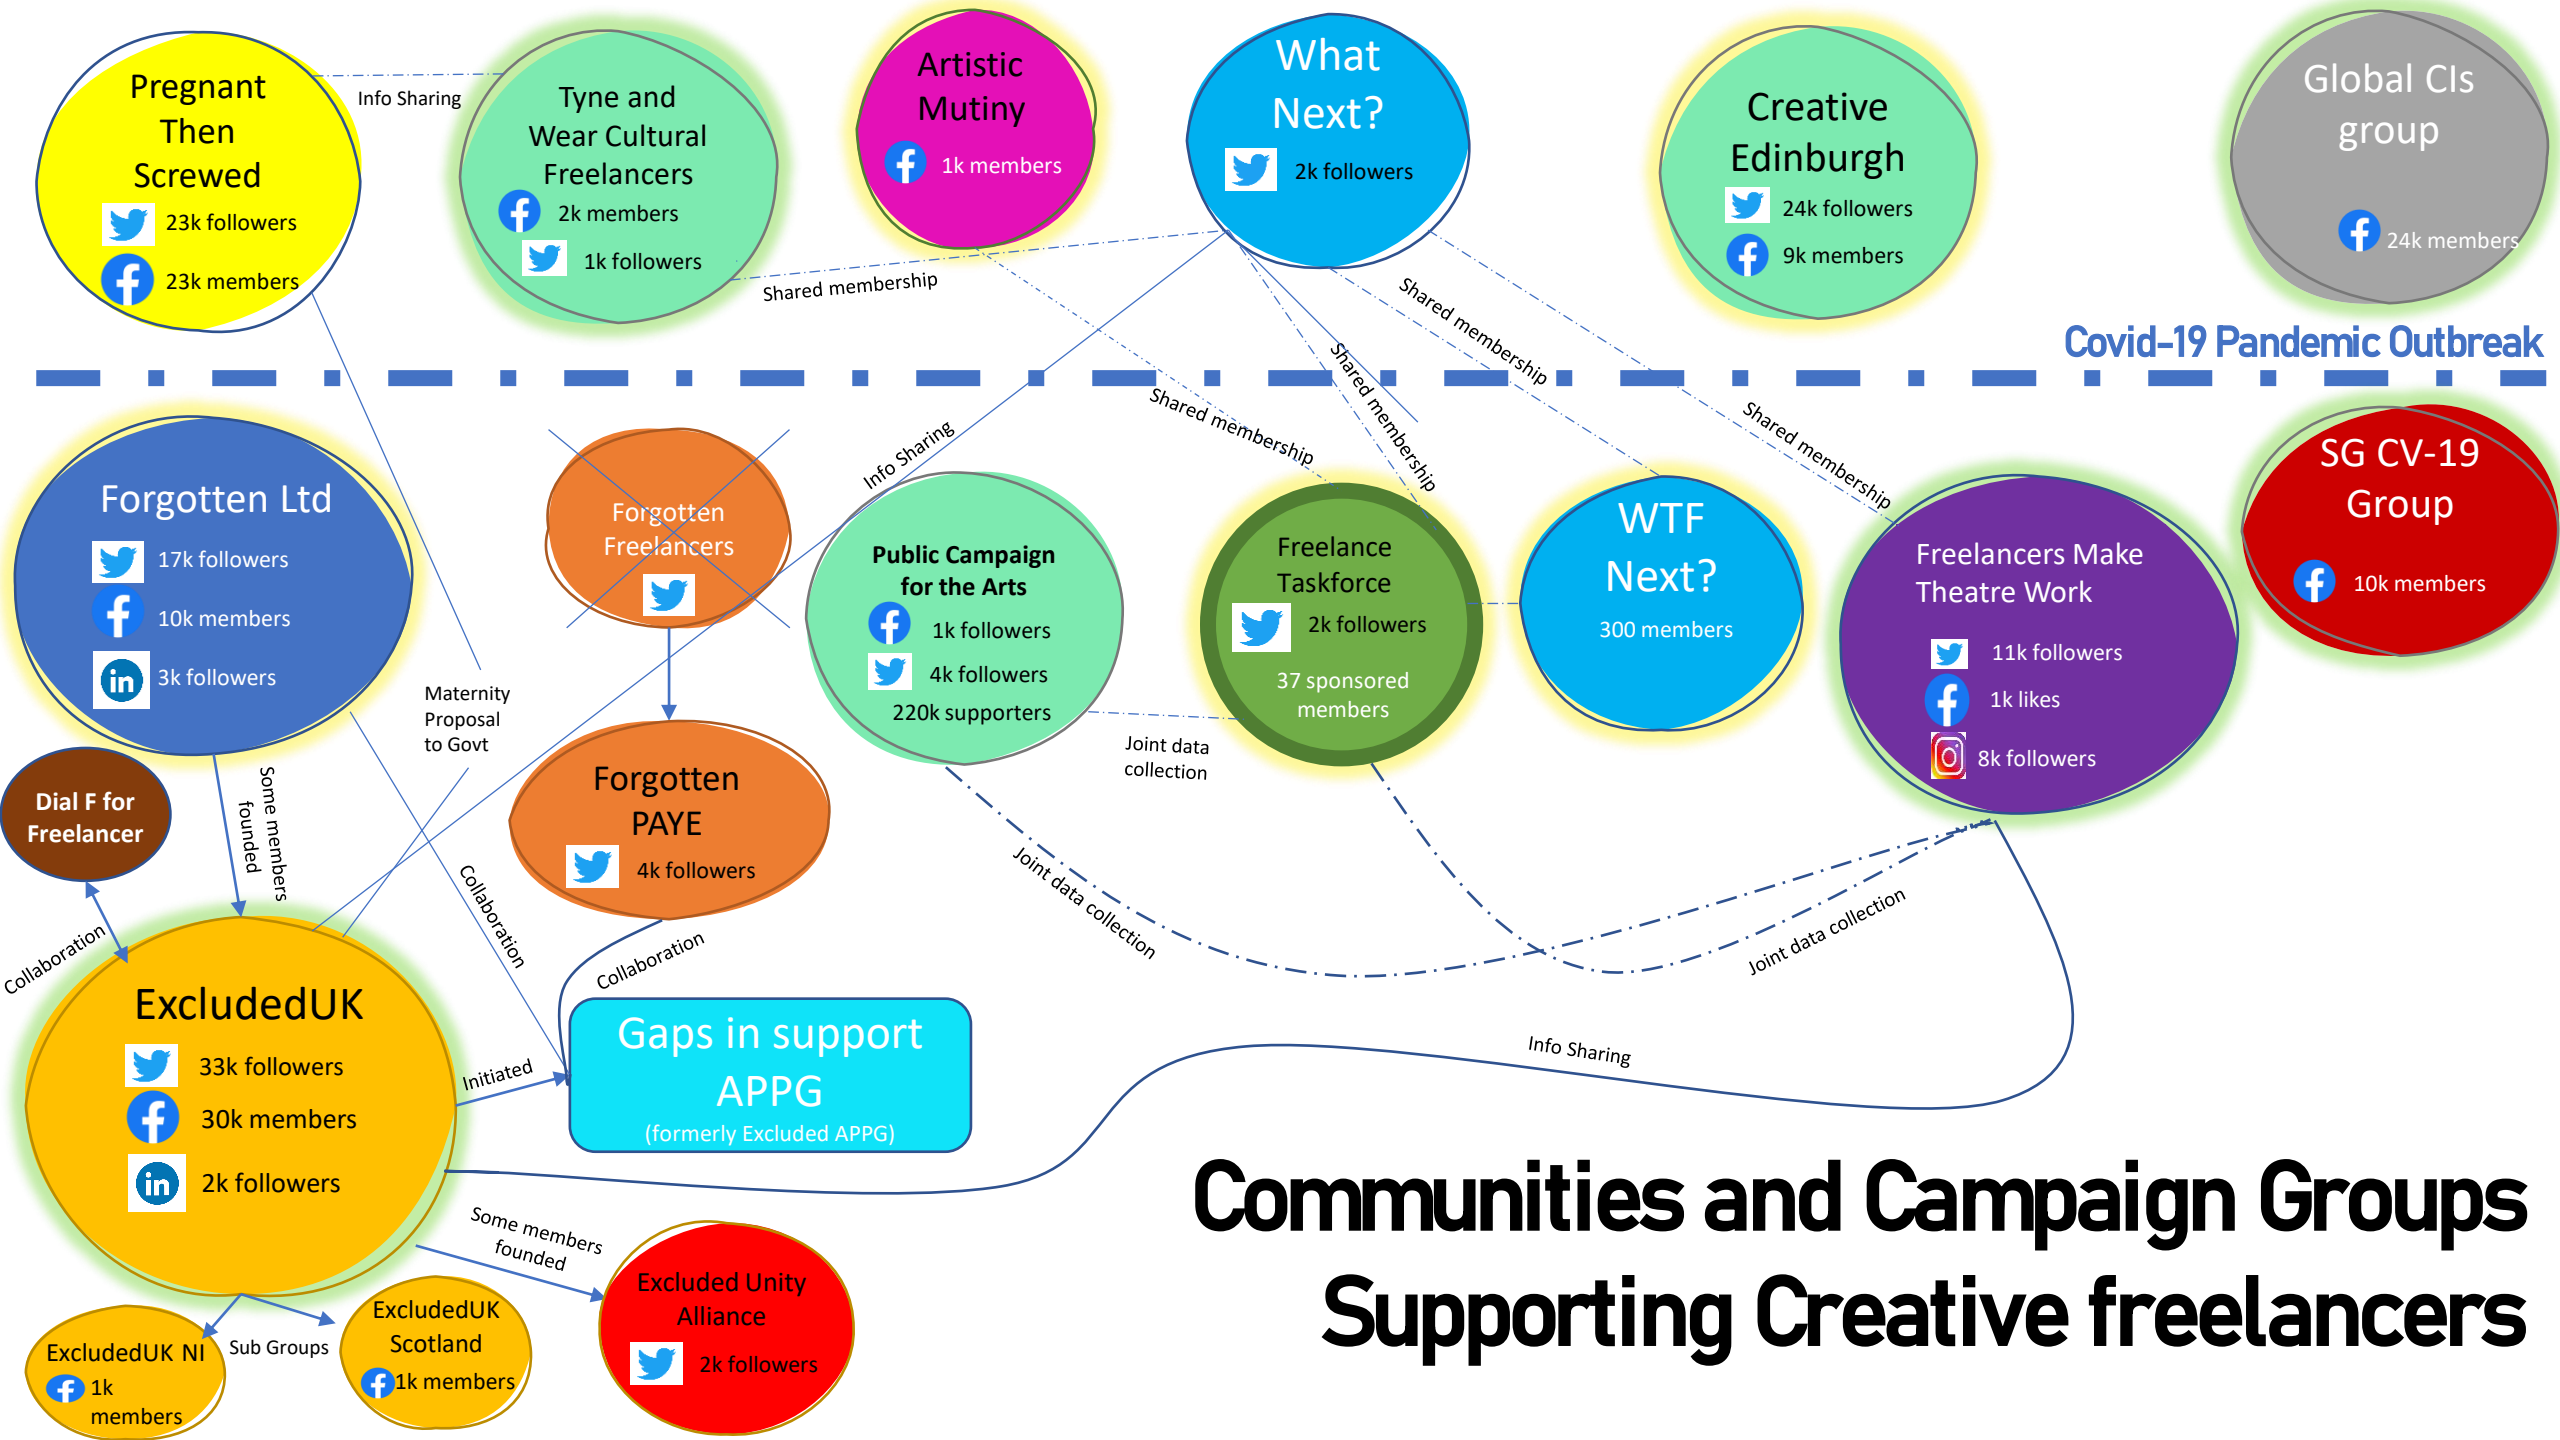 Pregnant
Then
Screwed
23k followers
23k members
Info Sharing
Tyne and
Wear Cultural
Freelancers
2k members
1k followers
Artistic
Mutiny
1k members
What
Next?
2k followers
Creative
Edinburgh
24k followers
9k members
Global CIs
group
24k members
Shared membership
Shared membership
Shared membership
Shared membership
Shared membership
Covid-19 Pandemic Outbreak
Forgotten Ltd
17k followers
10k members
in
3k followers
Forgotten
Freelancers
Info Sharing
Public Campaign
for the Arts
1k followers
4k followers
220k supporters
Freelance
Taskforce
2k followers
37 sponsored
members
WTF
Next?
300 members
Freelancers Make
Theatre Work
11k followers
1k likes
8k followers
SG CV-19
Group
10k members
Maternity
Proposal
to Govt
Joint data
collection
Dial F for
Freelancer
Some members
founded
Forgotten
PAYE
4k followers
Collaboration
Collaboration
Collaboration
Joint data collection
Joint data collection
ExcludedUK
33k followers
30k members
in
2k followers
Initiated
Gaps in support
APPG
(formerly Excluded APPG)
Info Sharing
Some members
founded
Excluded Unity
Alliance
2k followers
Sub Groups
ExcludedUK NI
1k
members
ExcludedUK
Scotland
1k members
Communities and Campaign Groups
Supporting Creative freelancers